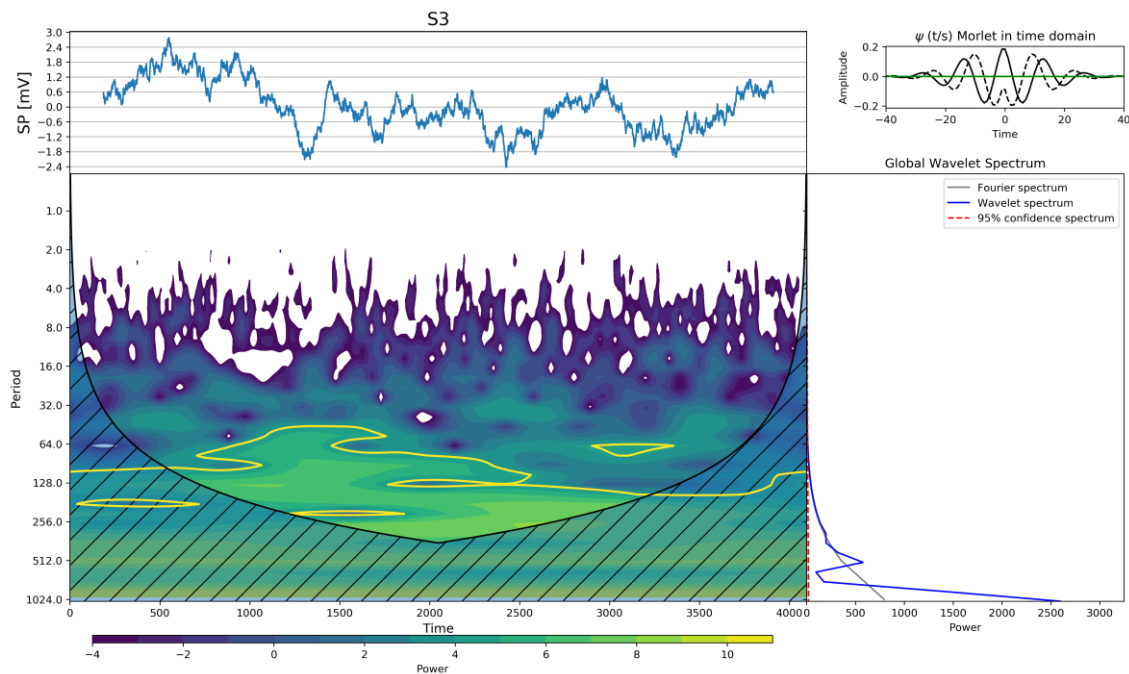 S3
3.0
2.4
1.8
1.2
0.6
0.0
−0.6
−1.2
−1.8
−2.4
SP [mV]
ψ (t/s) Morlet in time domain
0.2
0.0
−0.2
Amplitude
−40 −20 0 20 40
Time
Global Wavelet Spectrum
Fourier spectrum
Wavelet spectrum
95% confidence spectrum
1.0
2.0
4.0
8.0
16.0
32.0
64.0
128.0
256.0
512.0
1024.0
Period
0 500 1000 1500 2000 2500 3000 3500 4000
Time
0 500 1000 1500 2000 2500 3000
Power
−4 −2 0 2 4 6 8 10
Power